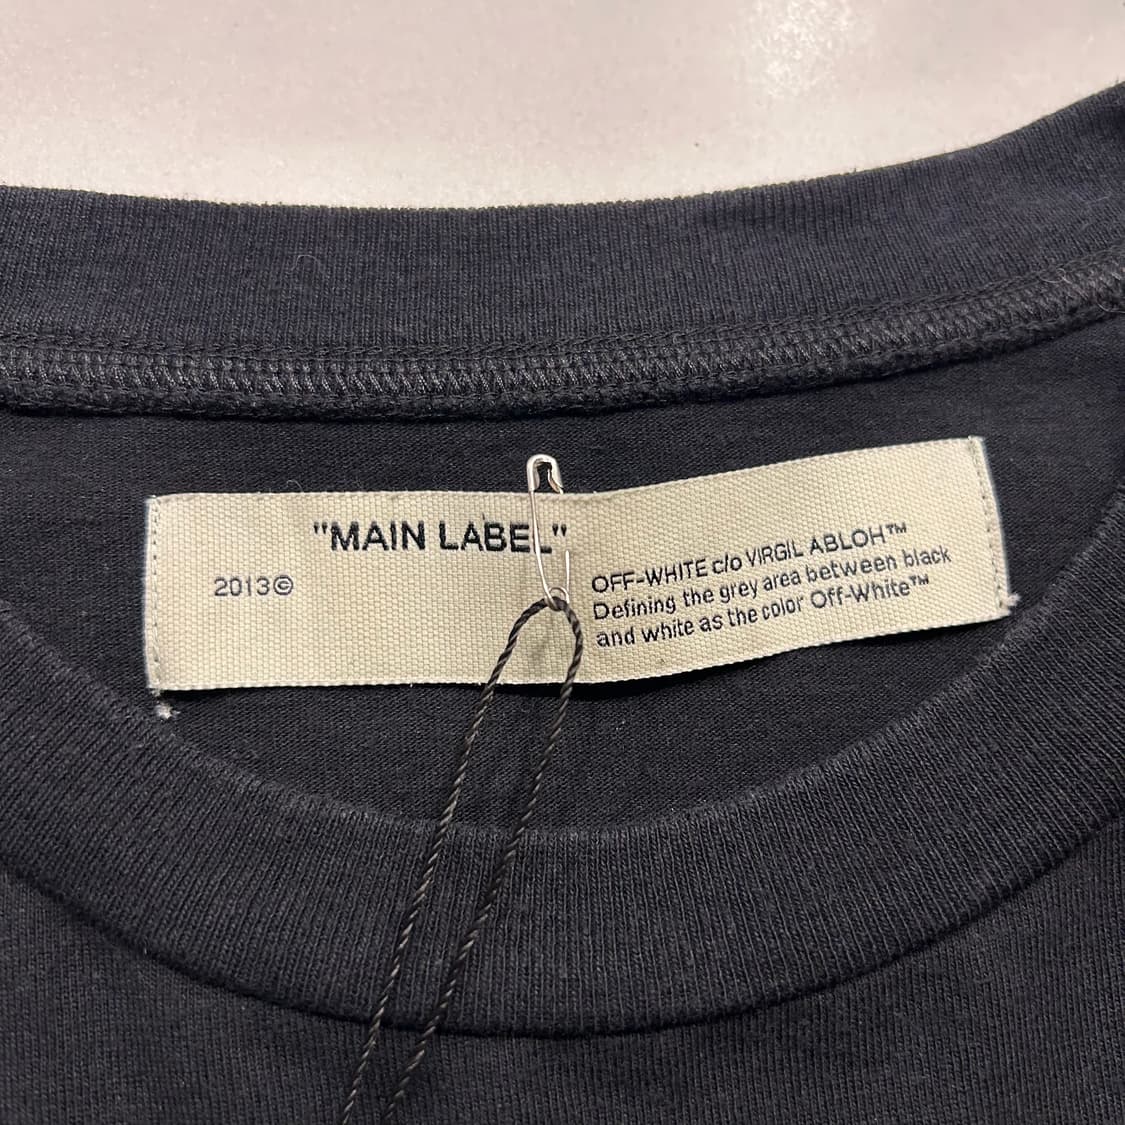 "MAIN LABEL"
2013©
OFF-WHITE c/o VIRGIL ABLOH™
Defining the grey area between black
and white as the color Off-White™